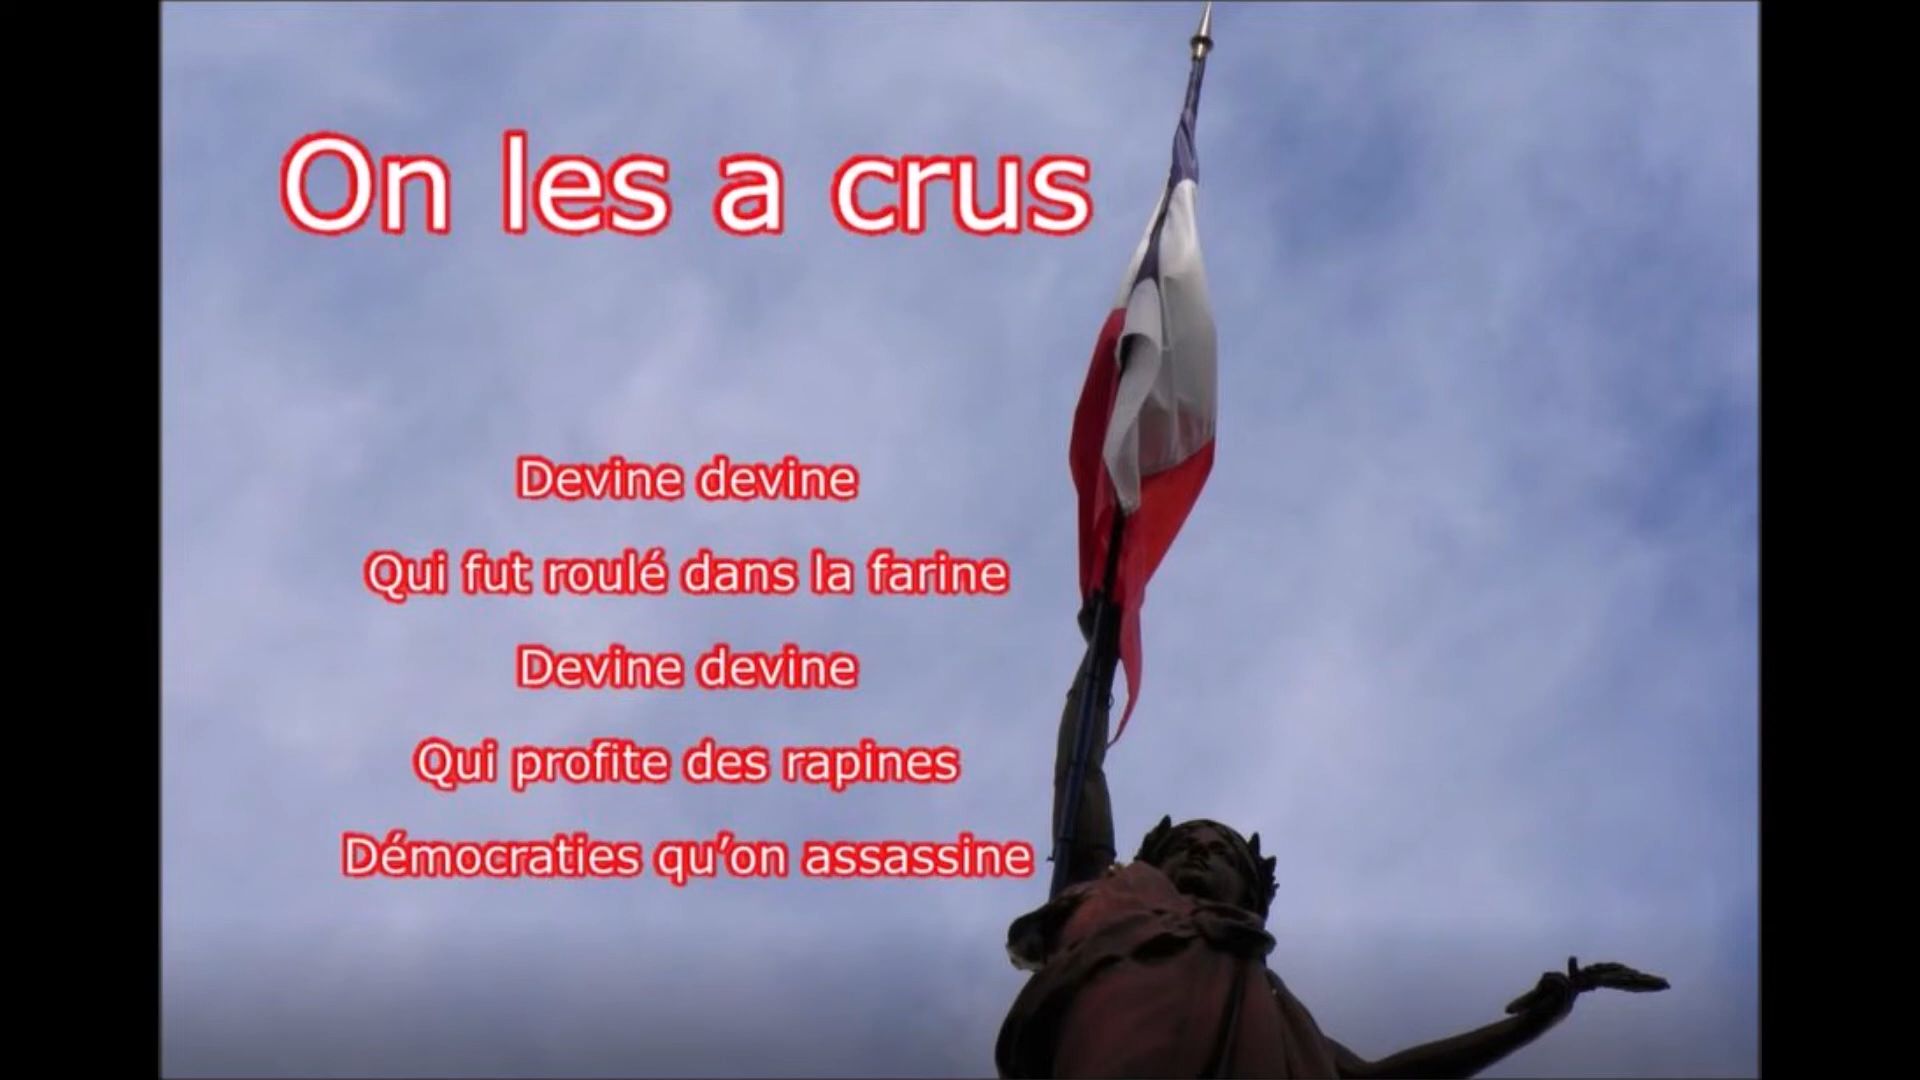 On les a crus
Devine devine
Qui fut roulé dans la farine
Devine devine
Qui profite des rapines
Démocraties qu’on assassine